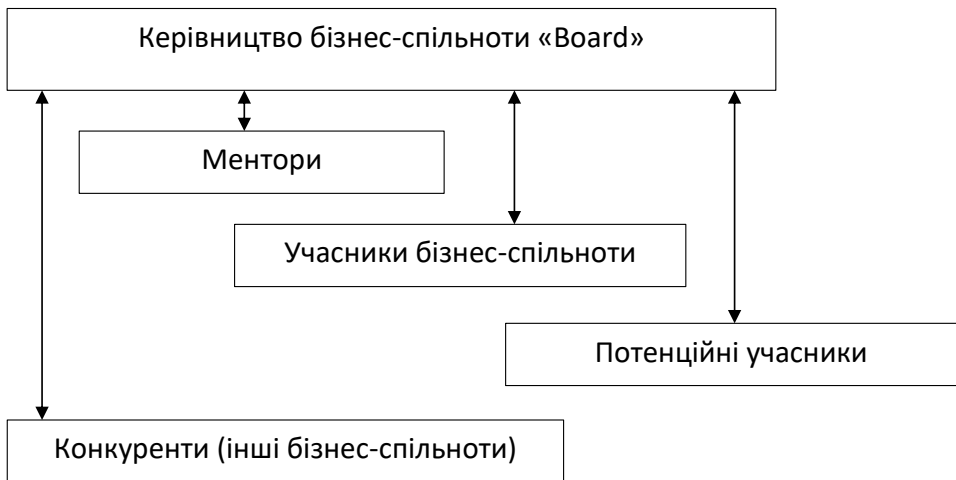 Керівництво бізнес-спільноти «Board»
Ментори
Учасники бізнес-спільноти
Потенційні учасники
Конкуренти (інші бізнес-спільноти)